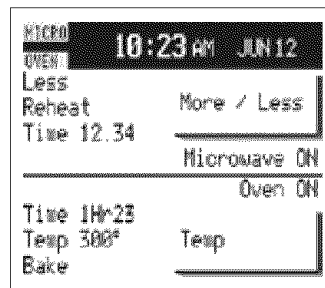 MICRO
OVEN
10:23 AM JUN 12
Less
Reheat
Time 12.34
More / Less
Microwave ON
Oven ON
Time 1Hr23
Temp 300°
Bake
Temp